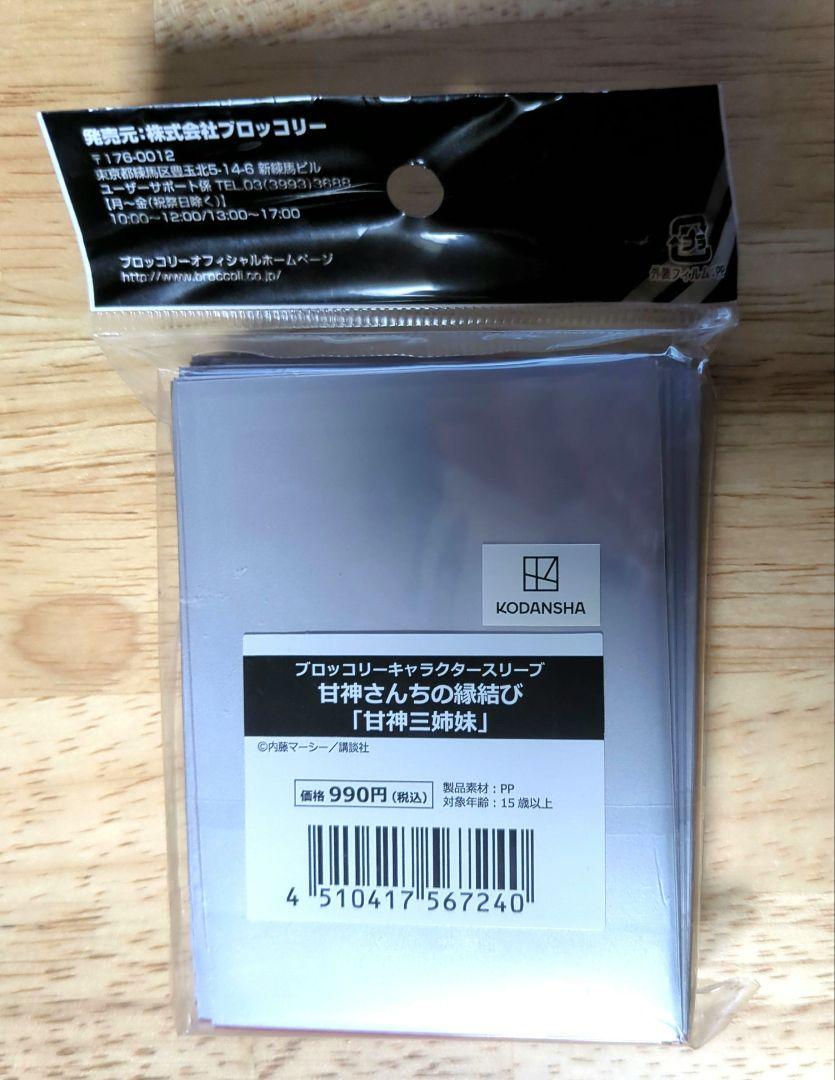 発売元:株式会社ブロッコリー
〒176-0012
東京都練馬区豊玉北5-14-6 新練馬ビル
ユーザーサポート係 TEL.03(3993)3688
【月〜金(祝祭日除く)】
10:00〜12:00/13:00〜17:00
ブロッコリーオフィシャルホームページ
http://www.broccoli.co.jp/
プラ
外装フィルム:PP
KODANSHA
ブロッコリーキャラクタースリーブ
甘神さんちの縁結び
「甘神三姉妹」
©内藤マーシー/講談社
価格 990円(税込)
製品素材:PP
対象年齢:15歳以上
4 510417 567240